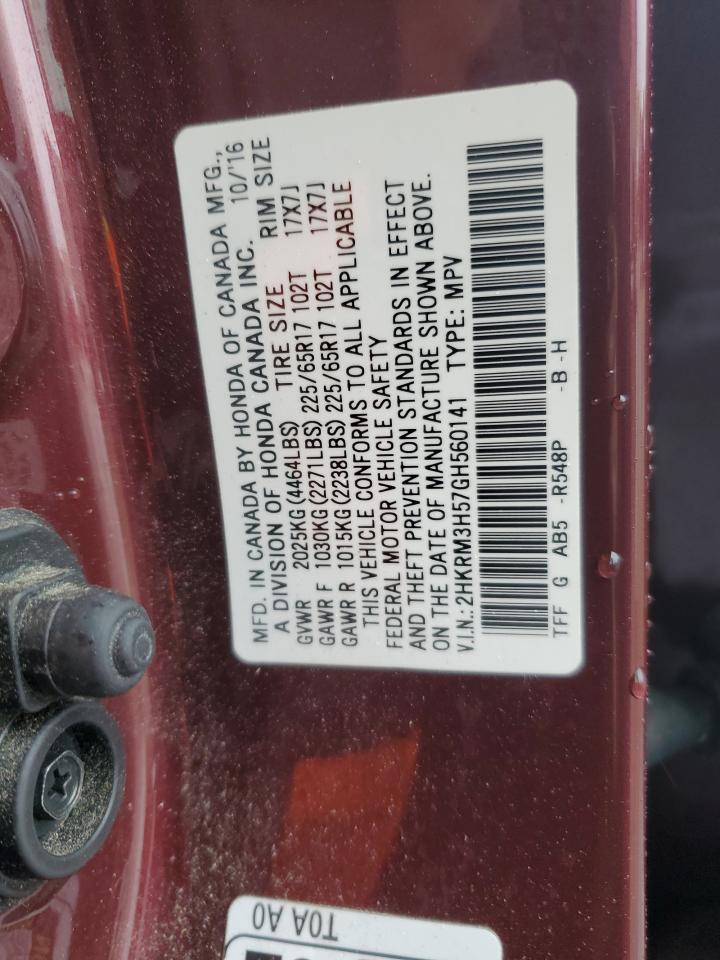 MFD. IN CANADA BY HONDA OF CANADA MFG.,
A DIVISION OF HONDA CANADA INC. 10/'16
GVWR 2025KG(4464LBS) TIRE SIZE RIM SIZE
GAWR F 1030KG(2271LBS) 225/65R17 102T 17X7J
GAWR R 1015KG(2238LBS) 225/65R17 102T 17X7J
THIS VEHICLE CONFORMS TO ALL APPLICABLE
FEDERAL MOTOR VEHICLE SAFETY
AND THEFT PREVENTION STANDARDS IN EFFECT
ON THE DATE OF MANUFACTURE SHOWN ABOVE.
V.I.N.: 2HKRM3H57GH560141 TYPE: MPV
TFF G AB5 -R548P -B-H
T0A A0